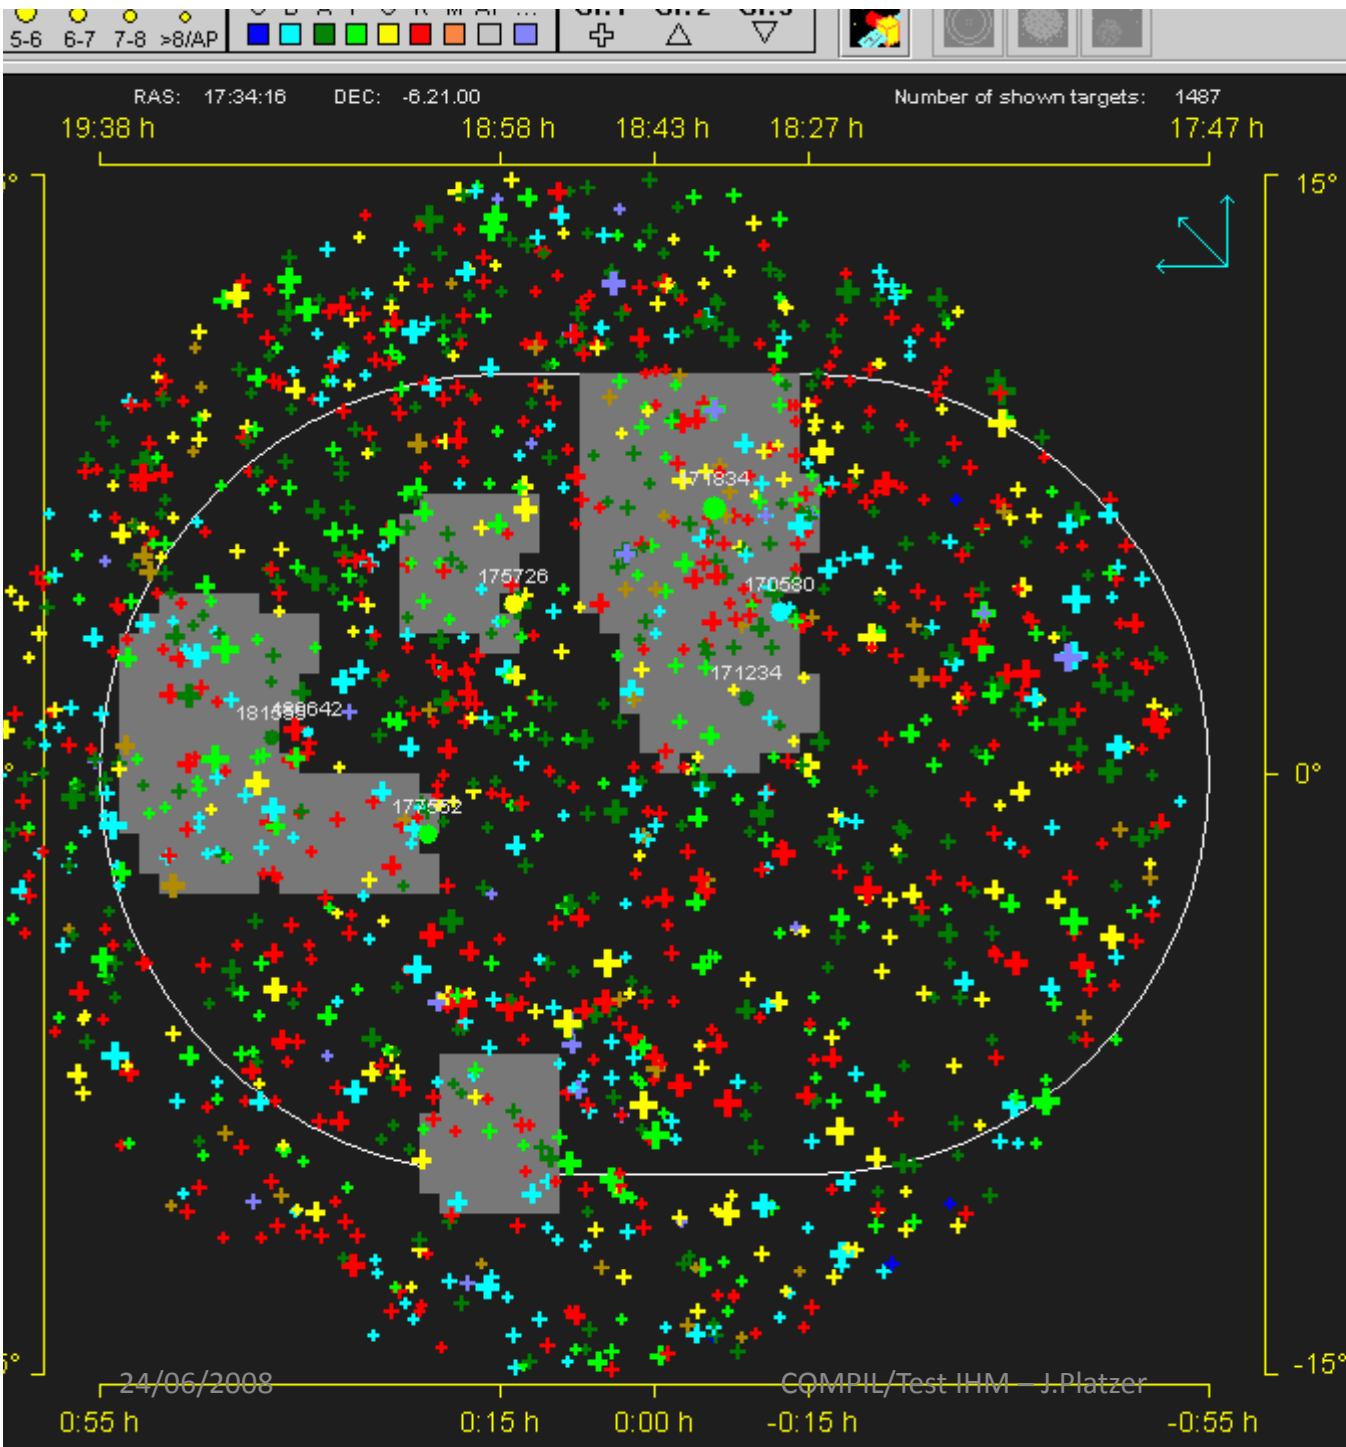 5-6 6-7 7-8 >8/AP
RAS: 17:34:16 DEC: -6.21.00 Number of shown targets: 1487
19:38 h 18:58 h 18:43 h 18:27 h 17:47 h
15°
171834
175726
170580
171234
177552
0°
-15°
24/06/2008 COMPIL/Test IHM – J.Platzer
0:55 h 0:15 h 0:00 h -0:15 h -0:55 h